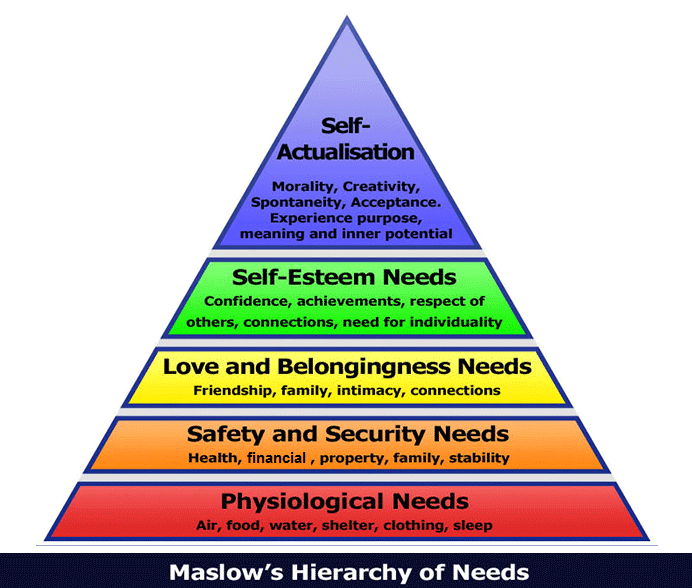 Self-
Actualisation
Morality, Creativity,
Spontaneity, Acceptance.
Experience purpose,
meaning and inner potential
Self-Esteem Needs
Confidence, achievements, respect of
others, connections, need for individuality
Love and Belongingness Needs
Friendship, family, intimacy, connections
Safety and Security Needs
Health, financial , property, family, stability
Physiological Needs
Air, food, water, shelter, clothing, sleep
Maslow's Hierarchy of Needs